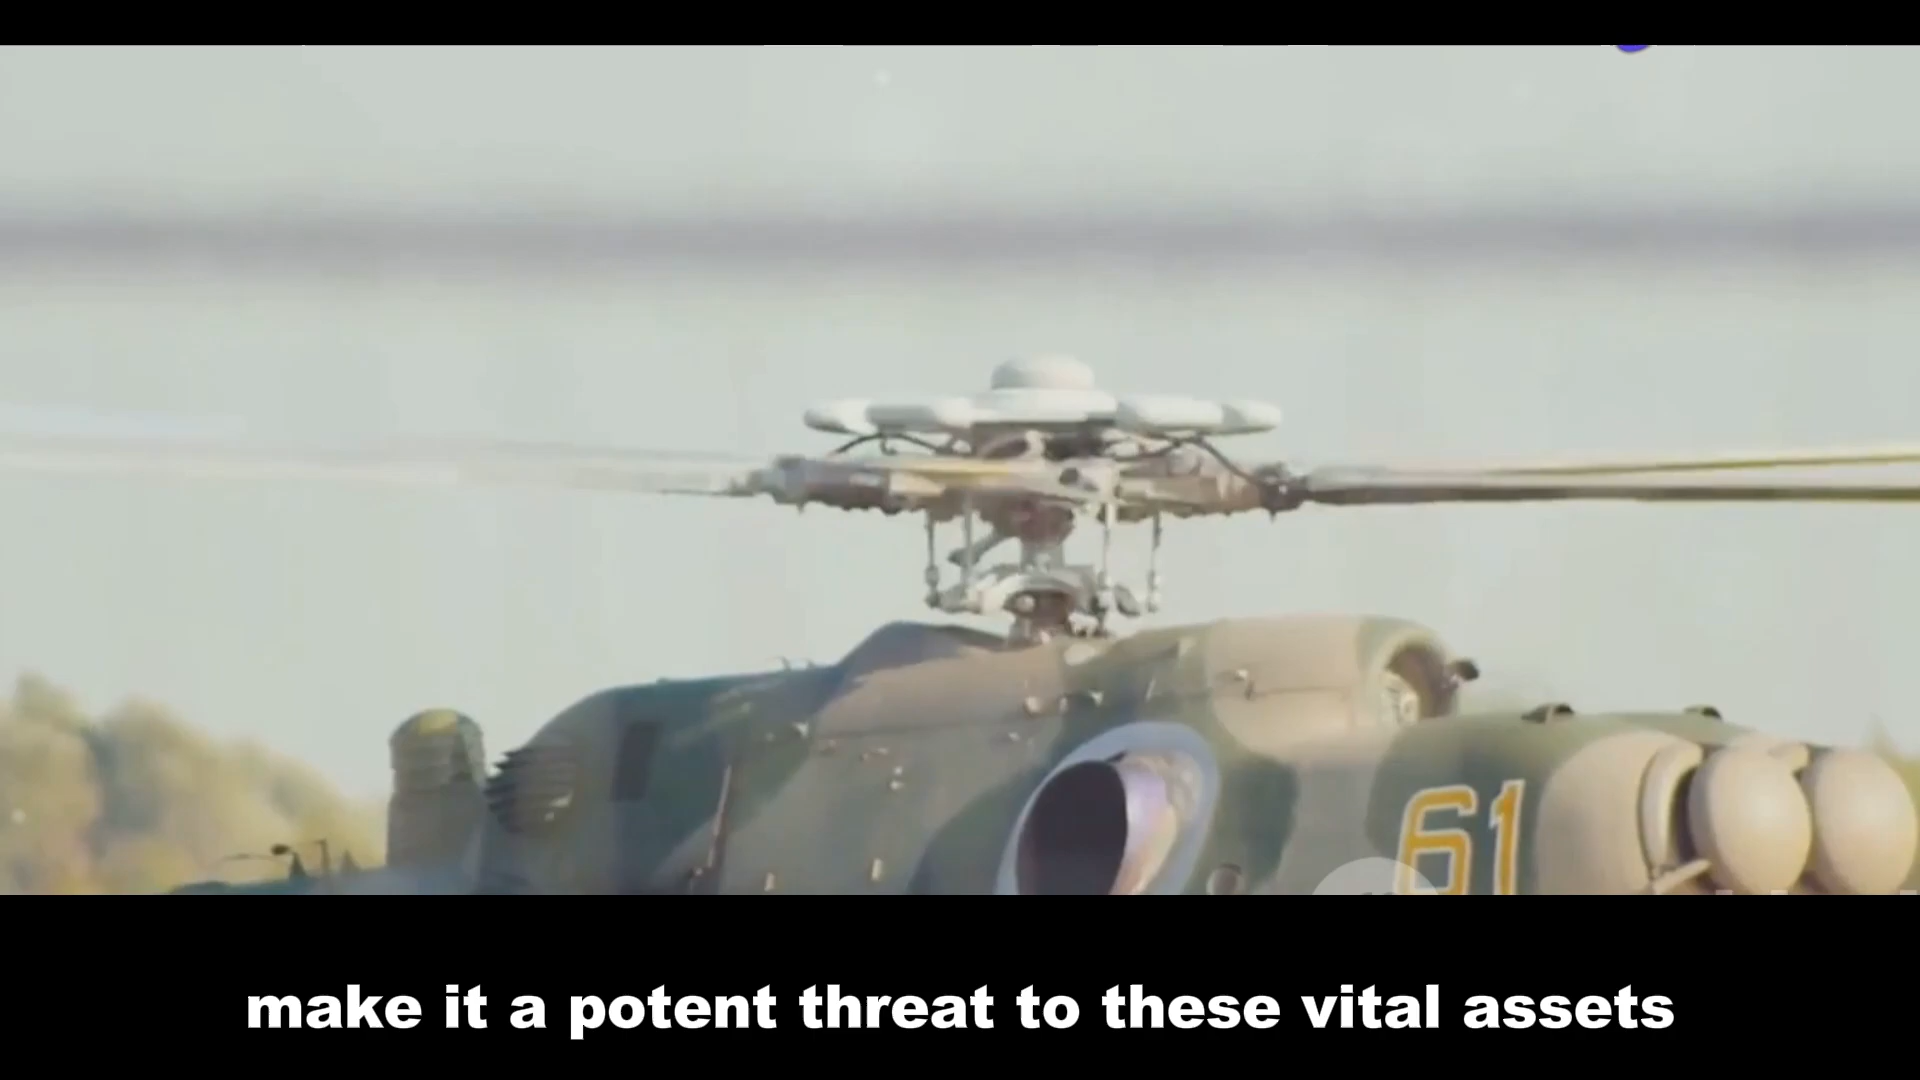 61
make it a potent threat to these vital assets